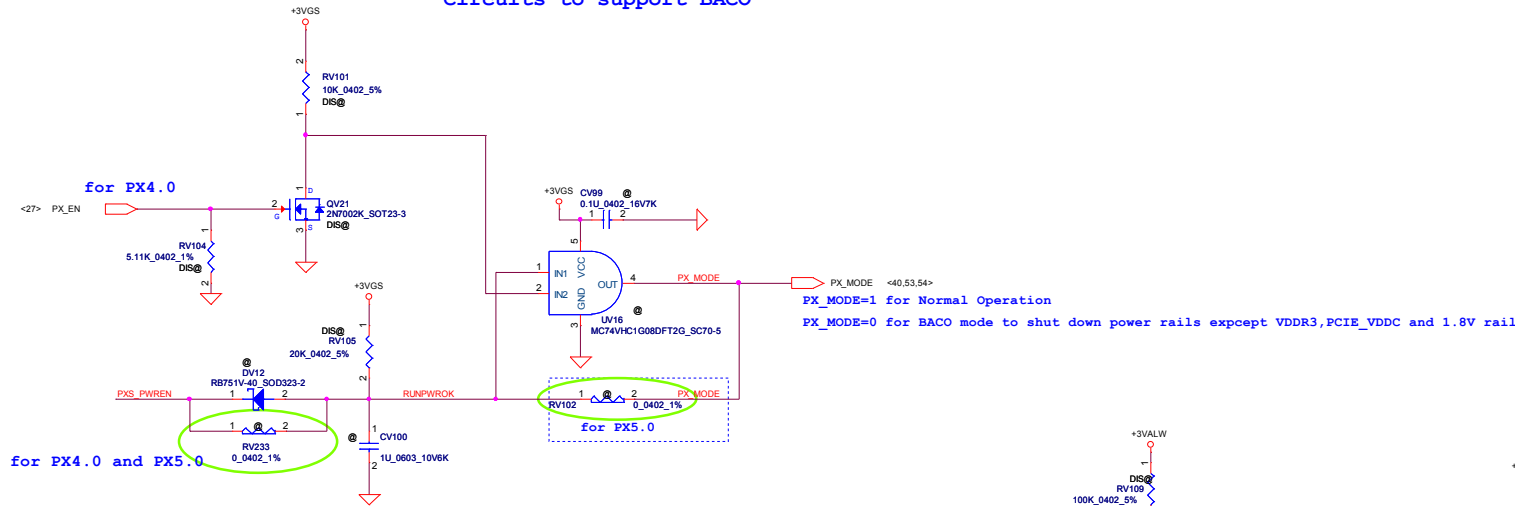 Circuits to support BACO
+3VGS
2
RV101
10K_0402_5%
DIS@
1
for PX4.0
<27> PX_EN
2
G
1
D
QV21
2N7002K_SOT23-3
DIS@
3
S
1
RV104
5.11K_0402_1%
DIS@
2
+3VGS
CV99 @
0.1U_0402_16V7K
1 2
5
1 IN1 VCC
2 IN2
OUT 4 PX_MODE
GND
3
@
UV16
MC74VHC1G08DFT2G_SC70-5
PX_MODE <40,53,54>
PX_MODE=1 for Normal Operation
PX_MODE=0 for BACO mode to shut down power rails expcept VDDR3,PCIE_VDDC and 1.8V rail
+3VGS
1
DIS@
RV105
20K_0402_5%
2
@
DV12
RB751V-40_SOD323-2
PXS_PWREN 1 2 RUNPWROK
1 @ 2
RV233
0_0402_1%
for PX4.0 and PX5.0
@
1
CV100
1U_0603_10V6K
2
1 @ 2 PX_MODE
RV102 0_0402_1%
for PX5.0
+3VALW
1
DIS@
RV109
100K_0402_5%
+